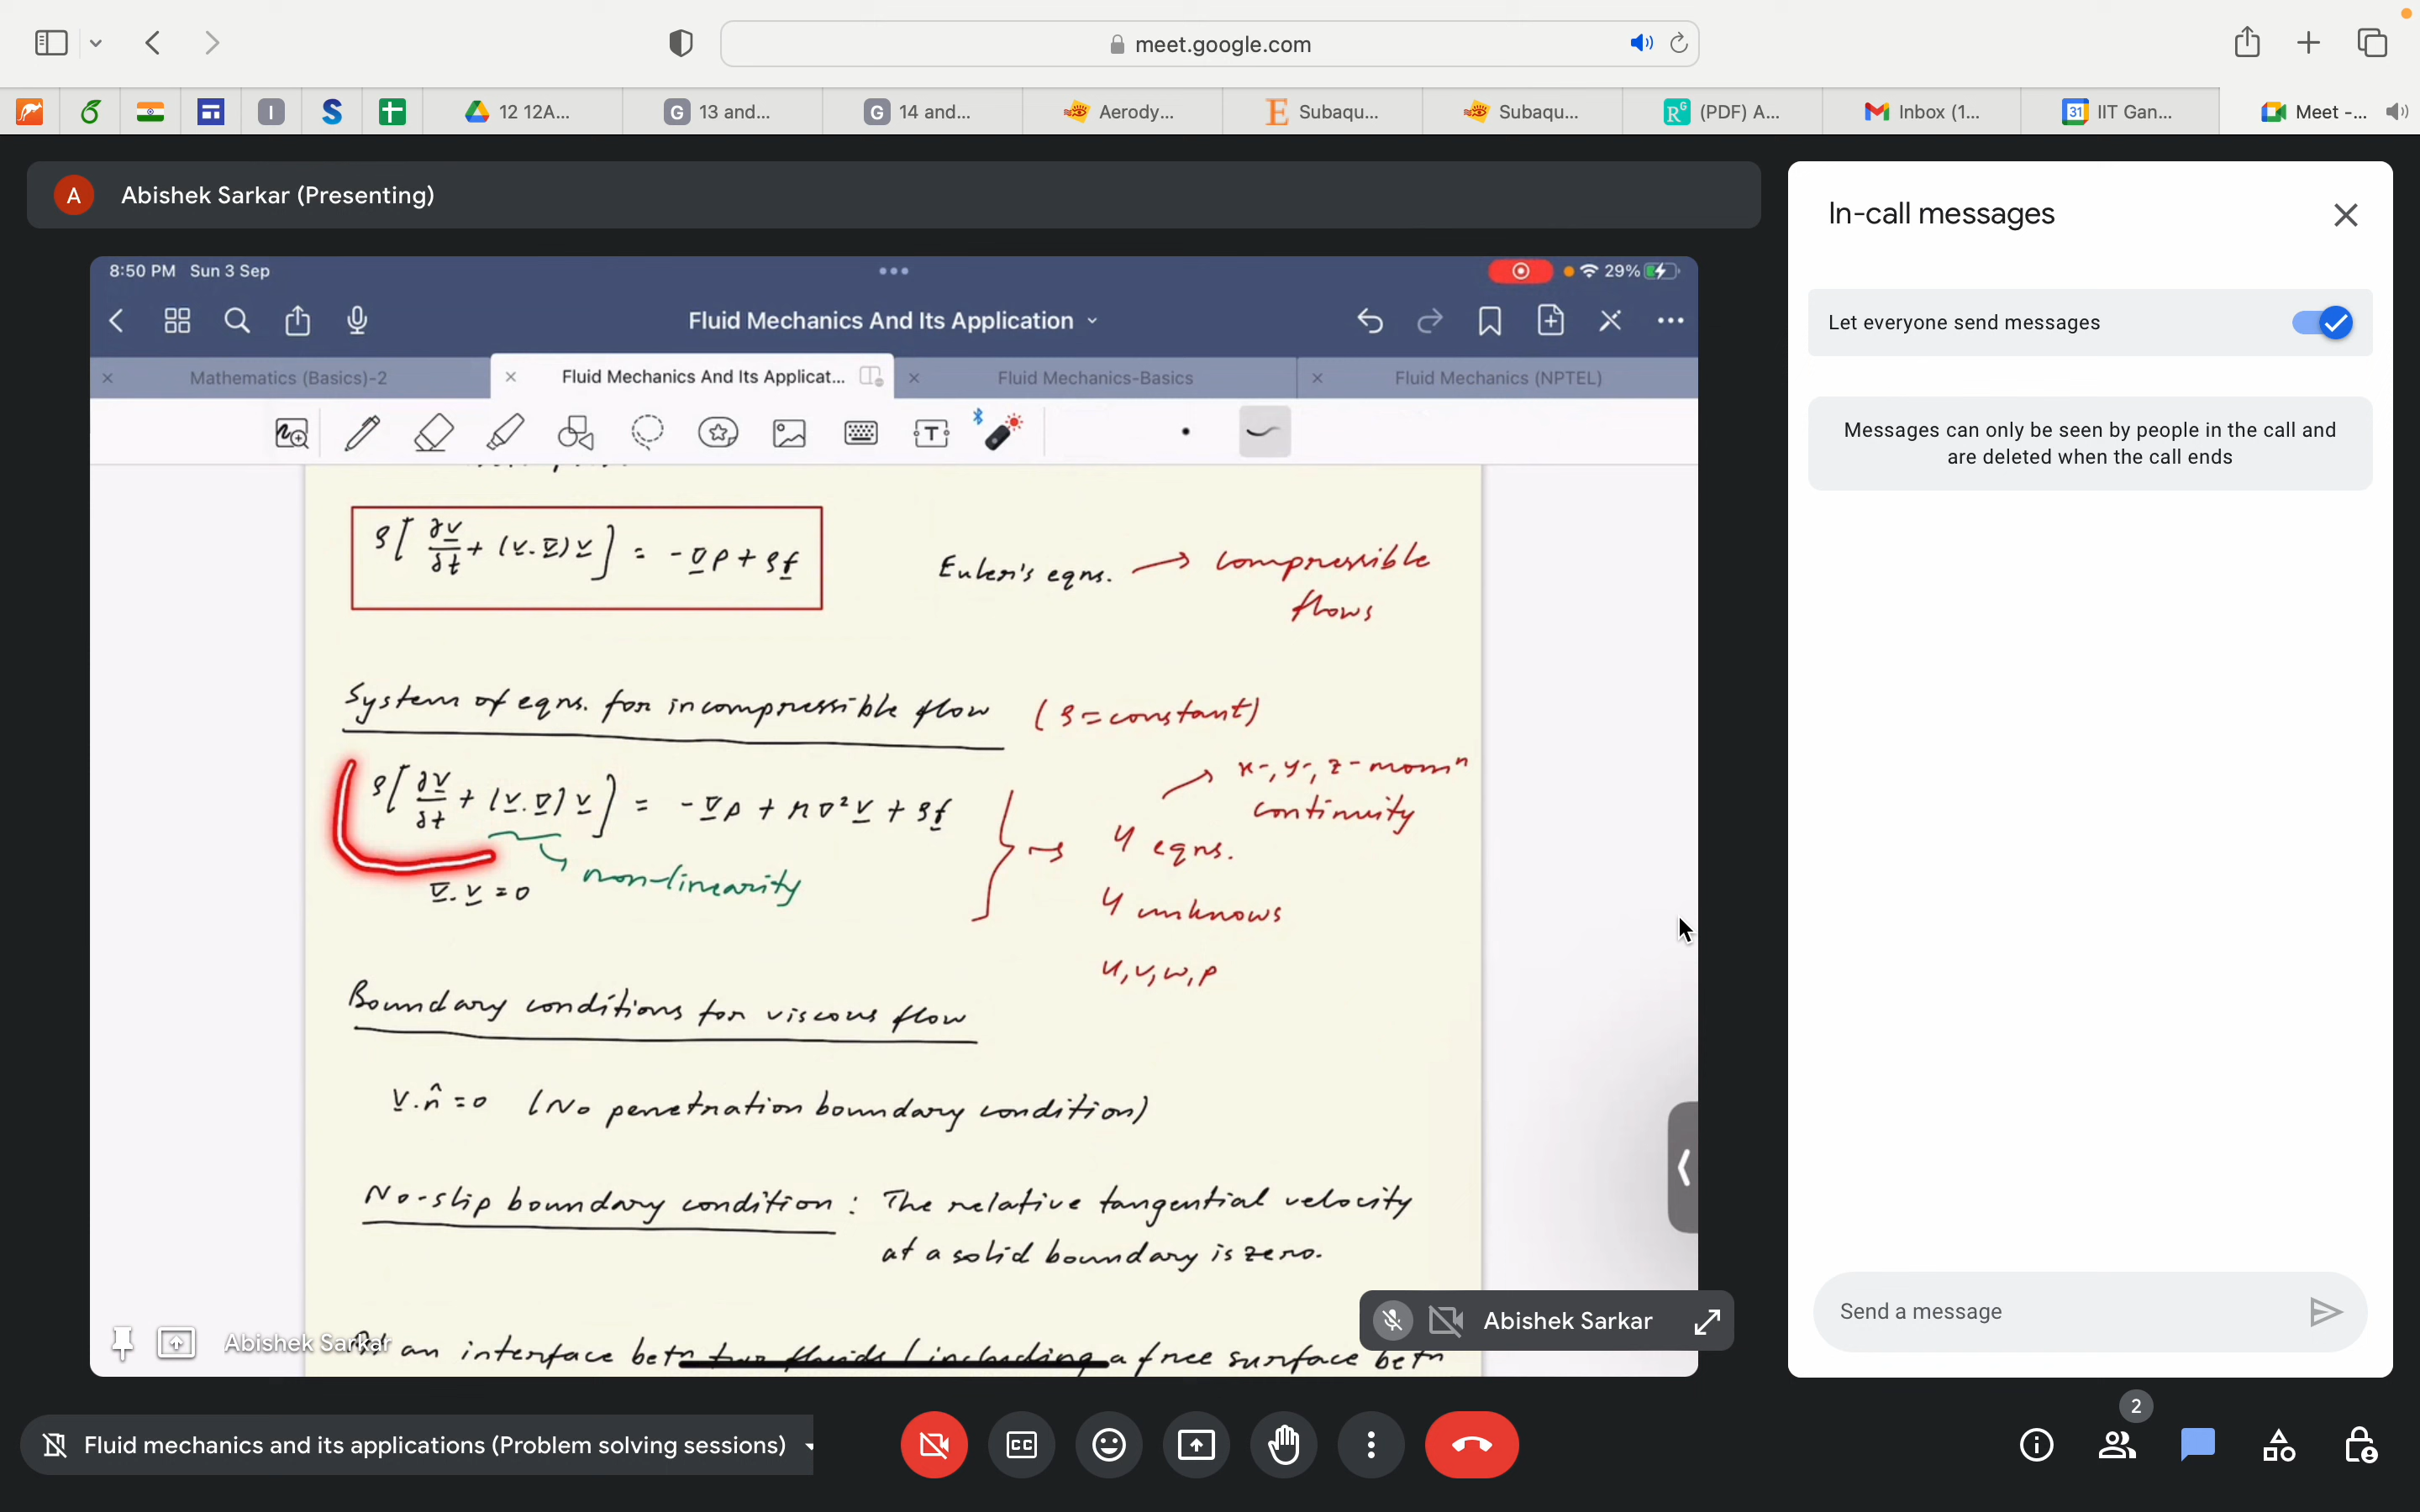 meet.google.com
12 12A...
G 13 and...
G 14 and...
Aerody...
E Subaqu...
Subaqu...
(PDF) A...
Inbox (1...
31 IIT Gan...
Meet -...
A Abishek Sarkar (Presenting)
8:50 PM Sun 3 Sep
29%
Fluid Mechanics And Its Application
Mathematics (Basics)-2
Fluid Mechanics And Its Applicat...
Fluid Mechanics-Basics
Fluid Mechanics (NPTEL)
ρ[∂v/∂t + (v.∇)v] = -∇p + ρf
Euler's eqns. → compressible
flows
System of eqns. for incompressible flow (ρ=constant)
ρ[∂v/∂t + (v.∇)v] = -∇p + μ∇²v + ρf
x-, y-, z-momⁿ
continuity
4 eqns.
non-linearity
∇.v = 0
4 unknows
u,v,w,p
Boundary conditions for viscous flow
v.n̂ = 0 (No penetration boundary condition)
No-slip boundary condition : The relative tangential velocity
at a solid boundary is zero.
an interface betn two fluids (including a free surface betn
Abishek Sarkar
Abishek Sarkar
In-call messages
Let everyone send messages
Messages can only be seen by people in the call and
are deleted when the call ends
Send a message
Fluid mechanics and its applications (Problem solving sessions)
CC
2